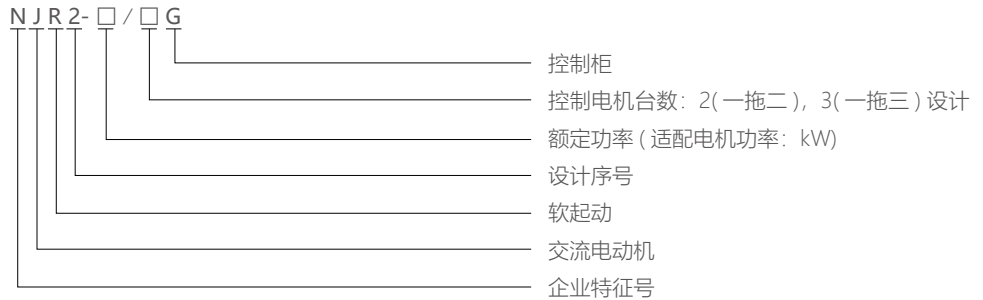 NJR2-□/□G
控制柜
控制电机台数：2(一拖二)，3(一拖三)设计
额定功率(适配电机功率：kW)
设计序号
软起动
交流电动机
企业特征号